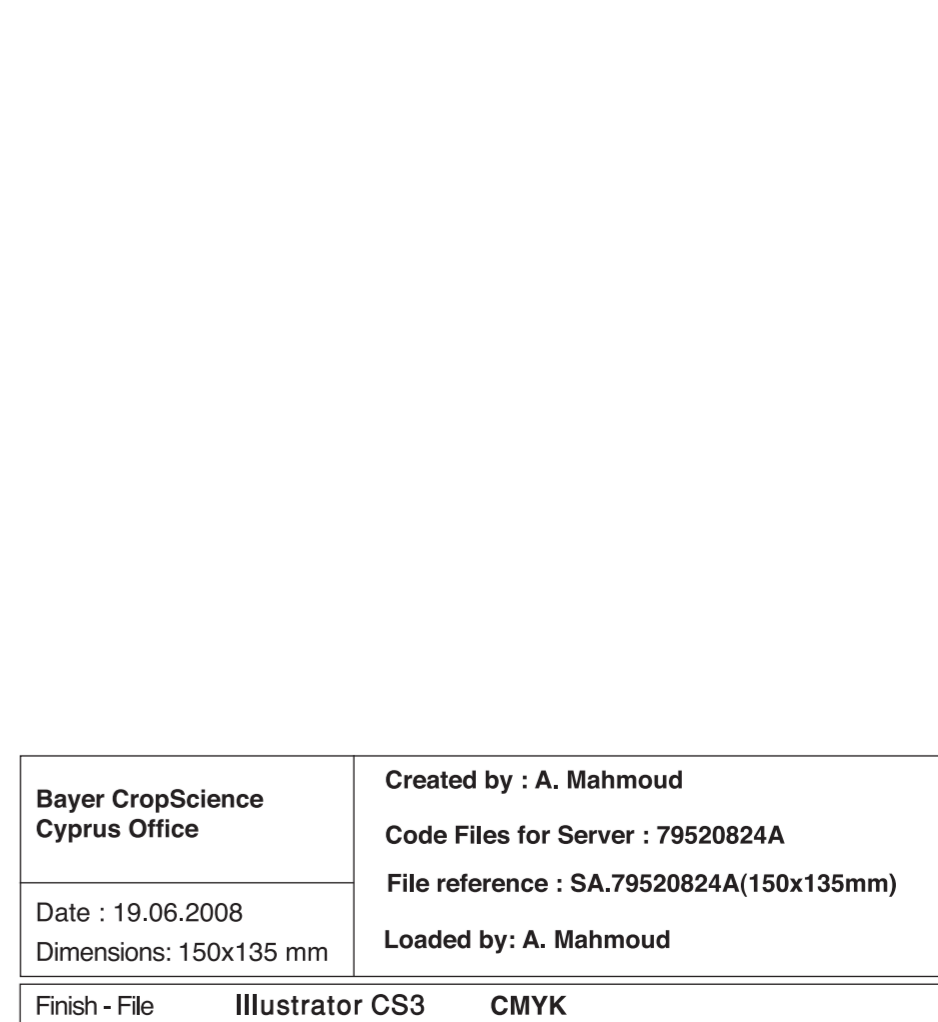 Bayer CropScience
Cyprus Office
Date : 19.06.2008
Dimensions: 150x135 mm
Created by : A. Mahmoud
Code Files for Server : 79520824A
File reference : SA.79520824A(150x135mm)
Loaded by: A. Mahmoud
Finish - File Illustrator CS3 CMYK